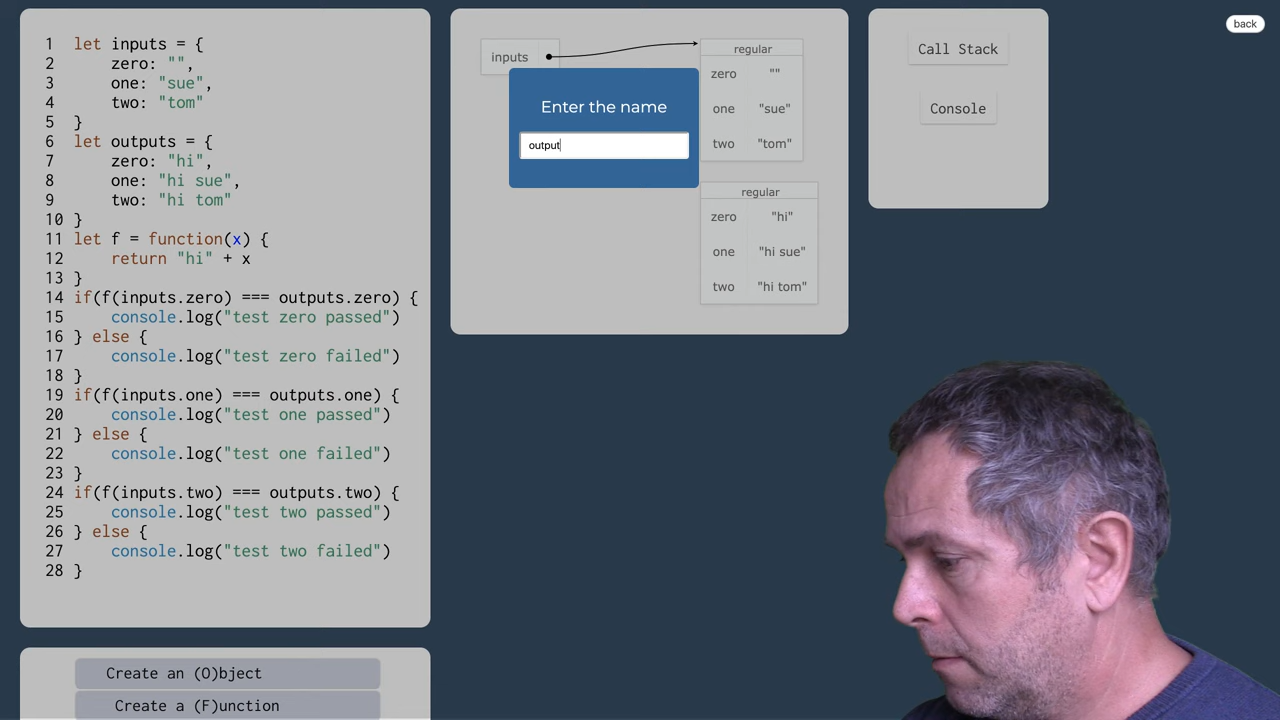 1 let inputs = {
2 zero: "",
3 one: "sue",
4 two: "tom"
5 }
6 let outputs = {
7 zero: "hi",
8 one: "hi sue",
9 two: "hi tom"
10 }
11 let f = function(x) {
12 return "hi" + x
13 }
14 if(f(inputs.zero) === outputs.zero) {
15 console.log("test zero passed")
16 } else {
17 console.log("test zero failed")
18 }
19 if(f(inputs.one) === outputs.one) {
20 console.log("test one passed")
21 } else {
22 console.log("test one failed")
23 }
24 if(f(inputs.two) === outputs.two) {
25 console.log("test two passed")
26 } else {
27 console.log("test two failed")
28 }
Create an (O)bject
Create a (F)unction
inputs
Enter the name
output
regular
zero ""
one "sue"
two "tom"
regular
zero "hi"
one "hi sue"
two "hi tom"
Call Stack
Console
back